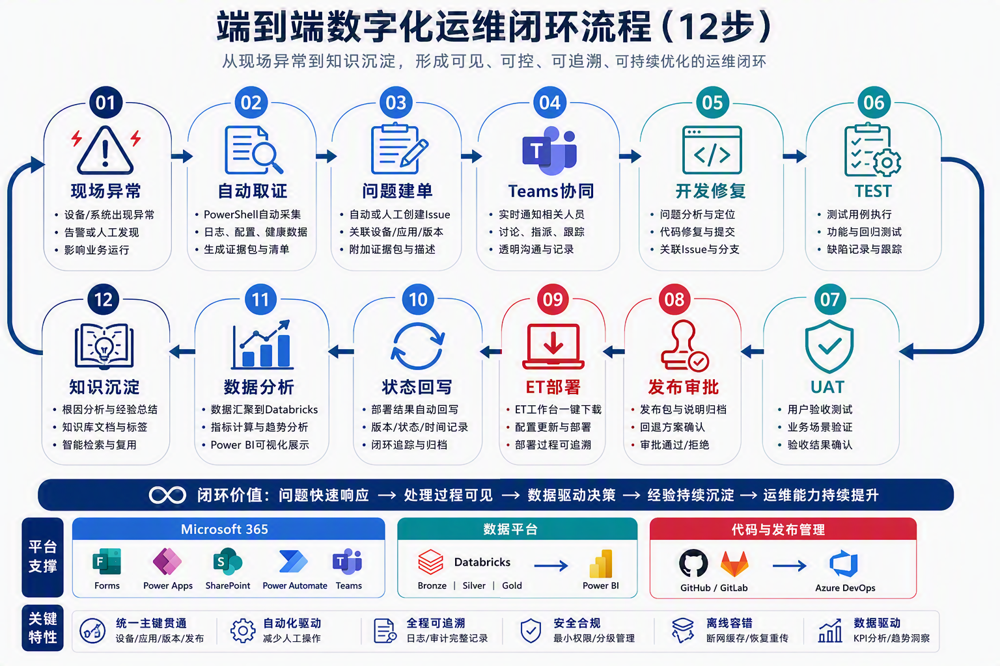 端到端数字化运维闭环流程（12步）
从现场异常到知识沉淀，形成可见、可控、可追溯、可持续优化的运维闭环
01
现场异常
• 设备/系统出现异常
• 告警或人工发现
• 影响业务运行
02
自动取证
• PowerShell自动采集
• 日志、配置、健康数据
• 生成证据包与清单
03
问题建单
• 自动或人工创建Issue
• 关联设备/应用/版本
• 附加证据包与描述
04
T
Teams协同
• 实时通知相关人员
• 讨论、指派、跟踪
• 透明沟通与记录
05
</>
开发修复
• 问题分析与定位
• 代码修复与提交
• 关联Issue与分支
06
TEST
• 测试用例执行
• 功能与回归测试
• 缺陷记录与跟踪
12
知识沉淀
• 根因分析与经验总结
• 知识库文档与标签
• 智能检索与复用
11
数据分析
• 数据汇聚到Databricks
• 指标计算与趋势分析
• Power BI可视化展示
10
状态回写
• 部署结果自动回写
• 版本/状态/时间记录
• 闭环追踪与归档
09
ET部署
• ET工作台一键下载
• 配置更新与部署
• 部署过程可追溯
08
发布审批
• 发布包与说明归档
• 回退方案确认
• 审批通过/拒绝
07
UAT
• 用户验收测试
• 业务场景验证
• 验收结果确认
闭环价值：问题快速响应 → 处理过程可见 → 数据驱动决策 → 经验持续沉淀 → 运维能力持续提升
平台
支撑
Microsoft 365
F
S
T
Forms
Power Apps
SharePoint
Power Automate
Teams
数据平台
Databricks
Bronze | Silver | Gold
Power BI
代码与发布管理
GitHub / GitLab
Azure DevOps
关键
特性
统一主键贯通
设备/应用/版本/发布
自动化驱动
减少人工操作
全程可追溯
日志/审计完整记录
安全合规
最小权限/分级管理
离线容错
断网缓存/恢复重传
数据驱动
KPI分析/趋势洞察